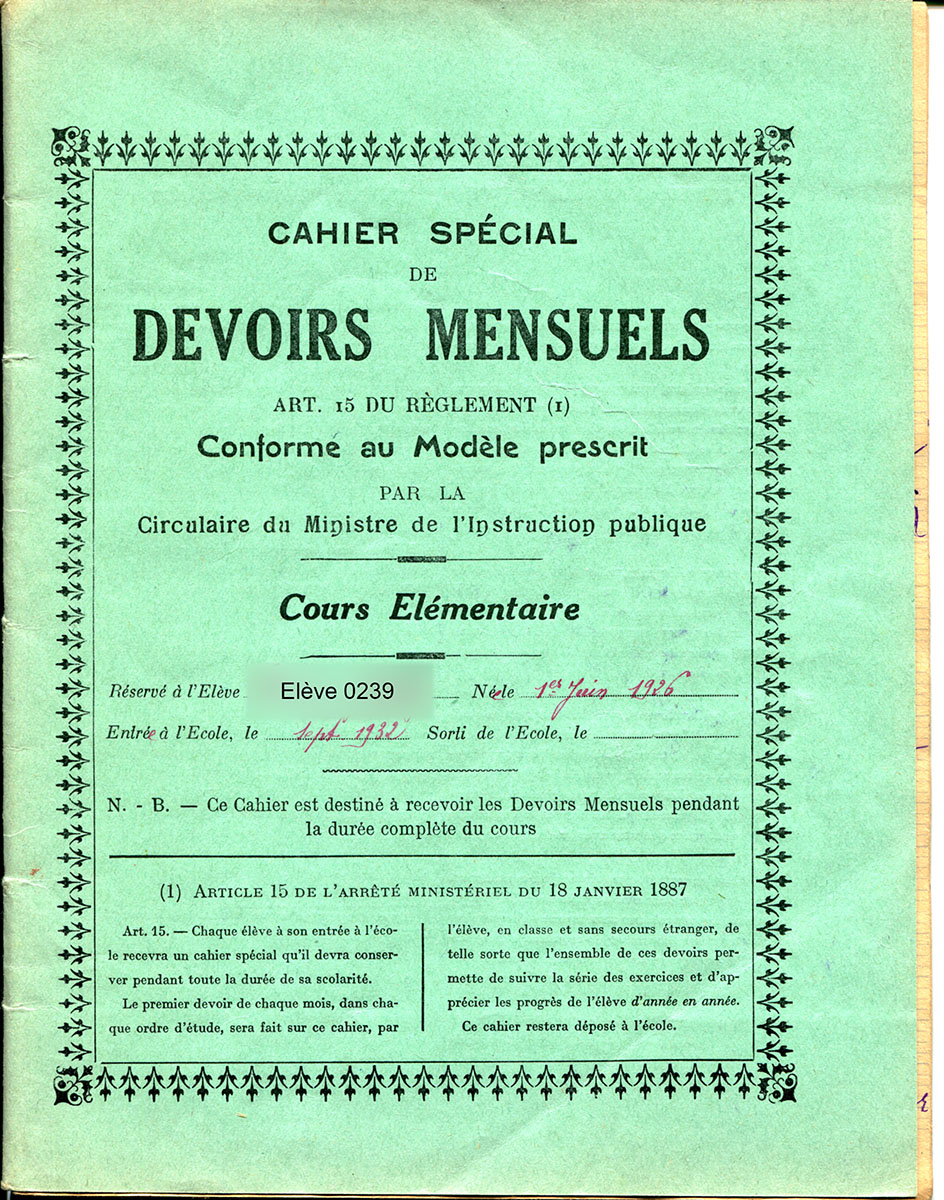 CAHIER SPÉCIAL
DE
DEVOIRS MENSUELS
ART. 15 DU RÈGLEMENT (1)
Conforme au Modèle prescrit
PAR LA
Circulaire du Ministre de l'Instruction publique
Cours Elémentaire
Réservé à l'Elève Elève 0239 Née le 1er Juin 1926
Entrée à l'Ecole, le sept 1932 Sorti de l'Ecole, le
N. - B. — Ce Cahier est destiné à recevoir les Devoirs Mensuels pendant
la durée complète du cours
(1) ARTICLE 15 DE L'ARRÊTÉ MINISTÉRIEL DU 18 JANVIER 1887
Art. 15. — Chaque élève à son entrée à l'éco-
le recevra un cahier spécial qu'il devra conser-
ver pendant toute la durée de sa scolarité.
Le premier devoir de chaque mois, dans cha-
que ordre d'étude, sera fait sur ce cahier, par
l'élève, en classe et sans secours étranger, de
telle sorte que l'ensemble de ces devoirs per-
mette de suivre la série des exercices et d'ap-
précier les progrès de l'élève d'année en année.
Ce cahier restera déposé à l'école.